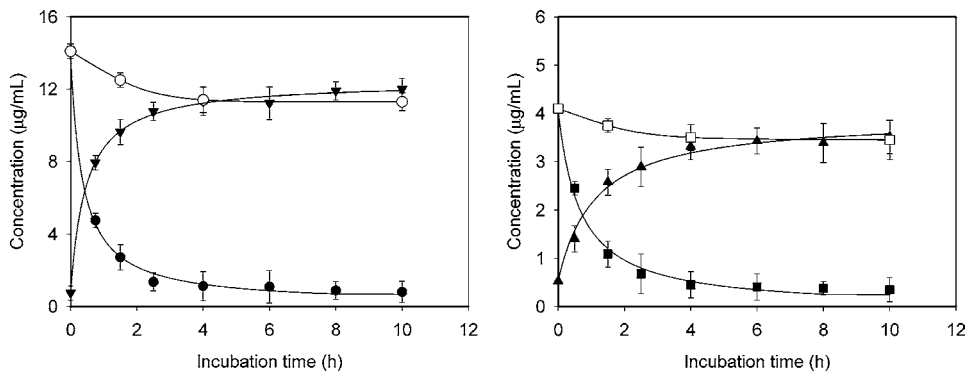 Concentration (µg/mL)
16
12
8
4
0
0 2 4 6 8 10 12
Incubation time (h)
Concentration (µg/mL)
6
5
4
3
2
1
0
0 2 4 6 8 10 12
Incubation time (h)